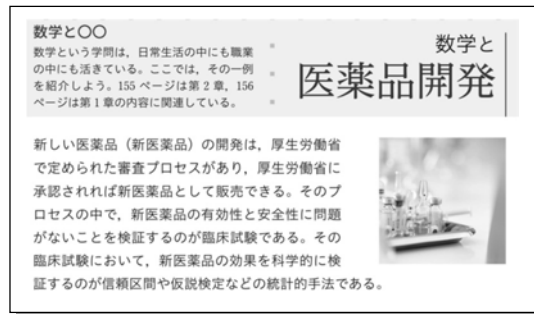 数学と〇〇
数学という学問は，日常生活の中にも職業
の中にも活きている。ここでは，その一例
を紹介しよう。155 ページは第 2 章，156
ページは第 1 章の内容に関連している。
数学と
医薬品開発
新しい医薬品（新医薬品）の開発は，厚生労働省
で定められた審査プロセスがあり，厚生労働省に
承認されれば新医薬品として販売できる。そのプ
ロセスの中で，新医薬品の有効性と安全性に問題
がないことを検証するのが臨床試験である。その
臨床試験において，新医薬品の効果を科学的に検
証するのが信頼区間や仮説検定などの統計的手法である。